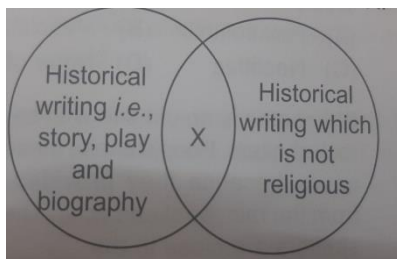 Historical
writing i.e.,
story, play
and
biography
X
Historical
writing which
is not
religious